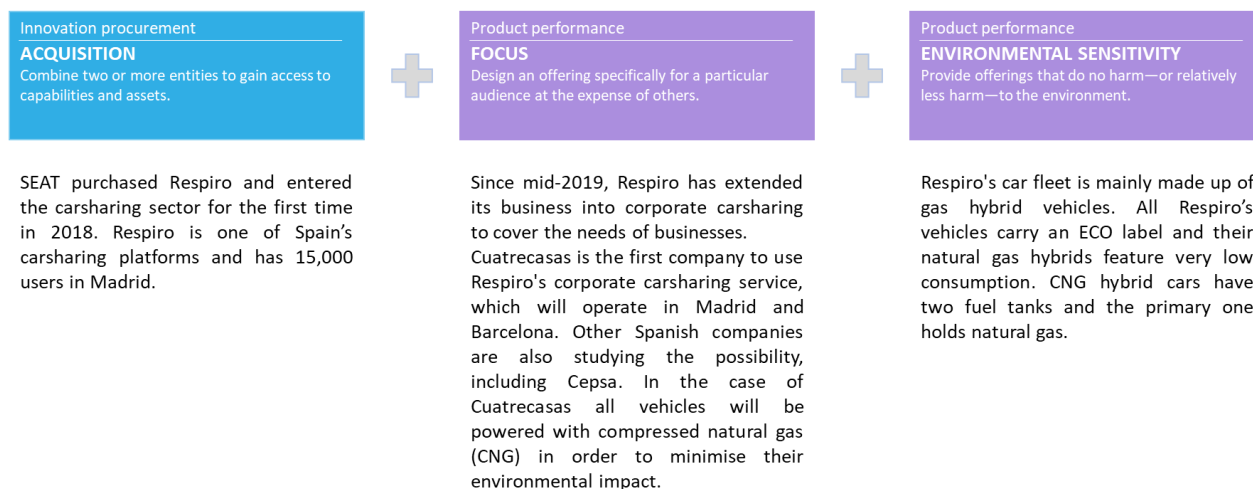 Innovation procurement
ACQUISITION
Combine two or more entities to gain access to
capabilities and assets.
SEAT purchased Respiro and entered
the carsharing sector for the first time
in 2018. Respiro is one of Spain’s
carsharing platforms and has 15,000
users in Madrid.
Product performance
FOCUS
Design an offering specifically for a particular
audience at the expense of others.
Since mid-2019, Respiro has extended
its business into corporate carsharing
to cover the needs of businesses.
Cuatrecasas is the first company to use
Respiro's corporate carsharing service,
which will operate in Madrid and
Barcelona. Other Spanish companies
are also studying the possibility,
including Cepsa. In the case of
Cuatrecasas all vehicles will be
powered with compressed natural gas
(CNG) in order to minimise their
environmental impact.
Product performance
ENVIRONMENTAL SENSITIVITY
Provide offerings that do no harm—or relatively
less harm—to the environment.
Respiro's car fleet is mainly made up of
gas hybrid vehicles. All Respiro’s
vehicles carry an ECO label and their
natural gas hybrids feature very low
consumption. CNG hybrid cars have
two fuel tanks and the primary one
holds natural gas.